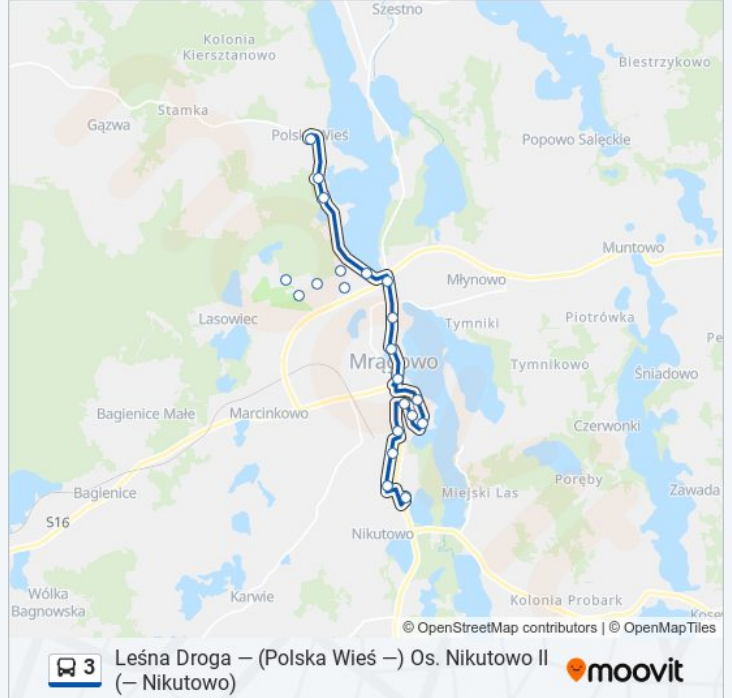 Szestno
Kolonia
Kiersztanowo
Biestrzykowo
Stamka
Gązwa
Polska Wieś
Popowo Salęckie
Muntowo
Młynowo
Lasowiec
Tymniki
Piotrówka
Mrągowo
Tymnikowo
Śniadowo
Bagienice Małe
Marcinkowo
Czerwonki
Poręby
Bagienice
Miejski Las
Zawada
S16
Nikutowo
Wólka
Bagnowska
Karwie
Kolonia Probark
© OpenStreetMap contributors | © OpenMapTiles
3
Leśna Droga — (Polska Wieś —) Os. Nikutowo II
(— Nikutowo)
moovit